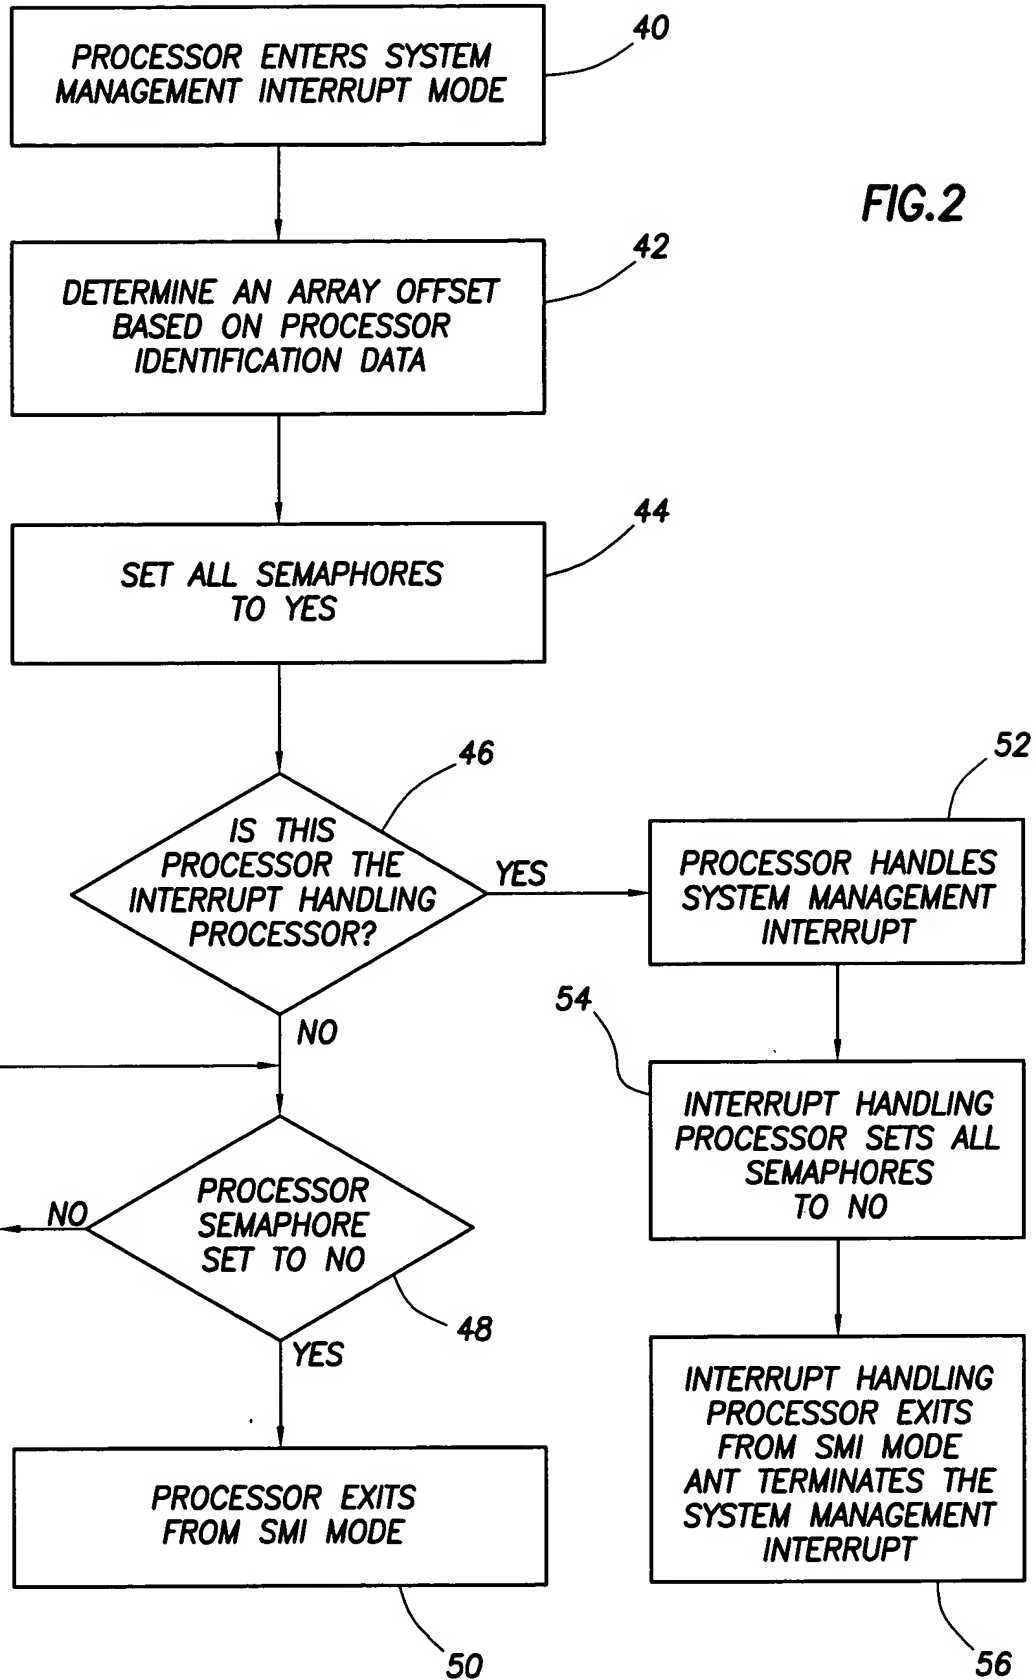 PROCESSOR ENTERS SYSTEM
MANAGEMENT INTERRUPT MODE
40
FIG.2
DETERMINE AN ARRAY OFFSET
BASED ON PROCESSOR
IDENTIFICATION DATA
42
SET ALL SEMAPHORES
TO YES
44
IS THIS
PROCESSOR THE
INTERRUPT HANDLING
PROCESSOR?
46
YES
NO
PROCESSOR HANDLES
SYSTEM MANAGEMENT
INTERRUPT
52
INTERRUPT HANDLING
PROCESSOR SETS ALL
SEMAPHORES
TO NO
54
PROCESSOR
SEMAPHORE
SET TO NO
48
NO
YES
PROCESSOR EXITS
FROM SMI MODE
50
INTERRUPT HANDLING
PROCESSOR EXITS
FROM SMI MODE
ANT TERMINATES THE
SYSTEM MANAGEMENT
INTERRUPT
56